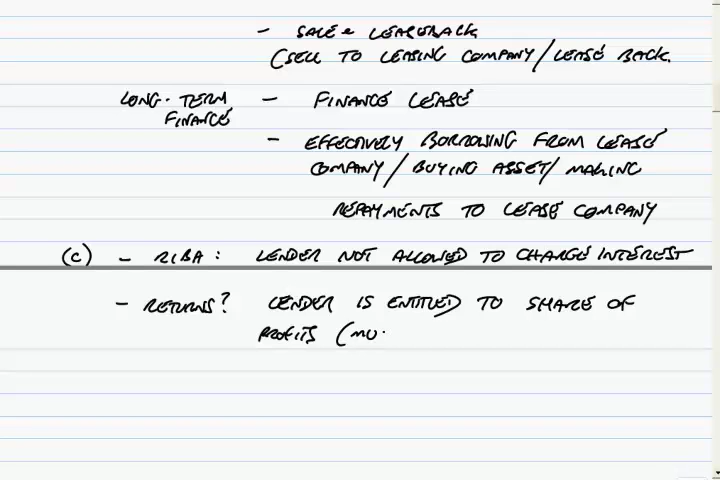 - SALE & LEASEBACK
(SELL TO LEASING COMPANY/LEASE BACK.
LONG-TERM - FINANCE LEASE
FINANCE
- EFFECTIVELY BORROWING FROM LEASE
COMPANY/BUYING ASSET/MAKING
REPAYMENTS TO LEASE COMPANY
(C) - RIBA: LENDER NOT ALLOWED TO CHARGE INTEREST
- RETURNS? LENDER IS ENTITLED TO SHARE OF
PROFITS (MO.